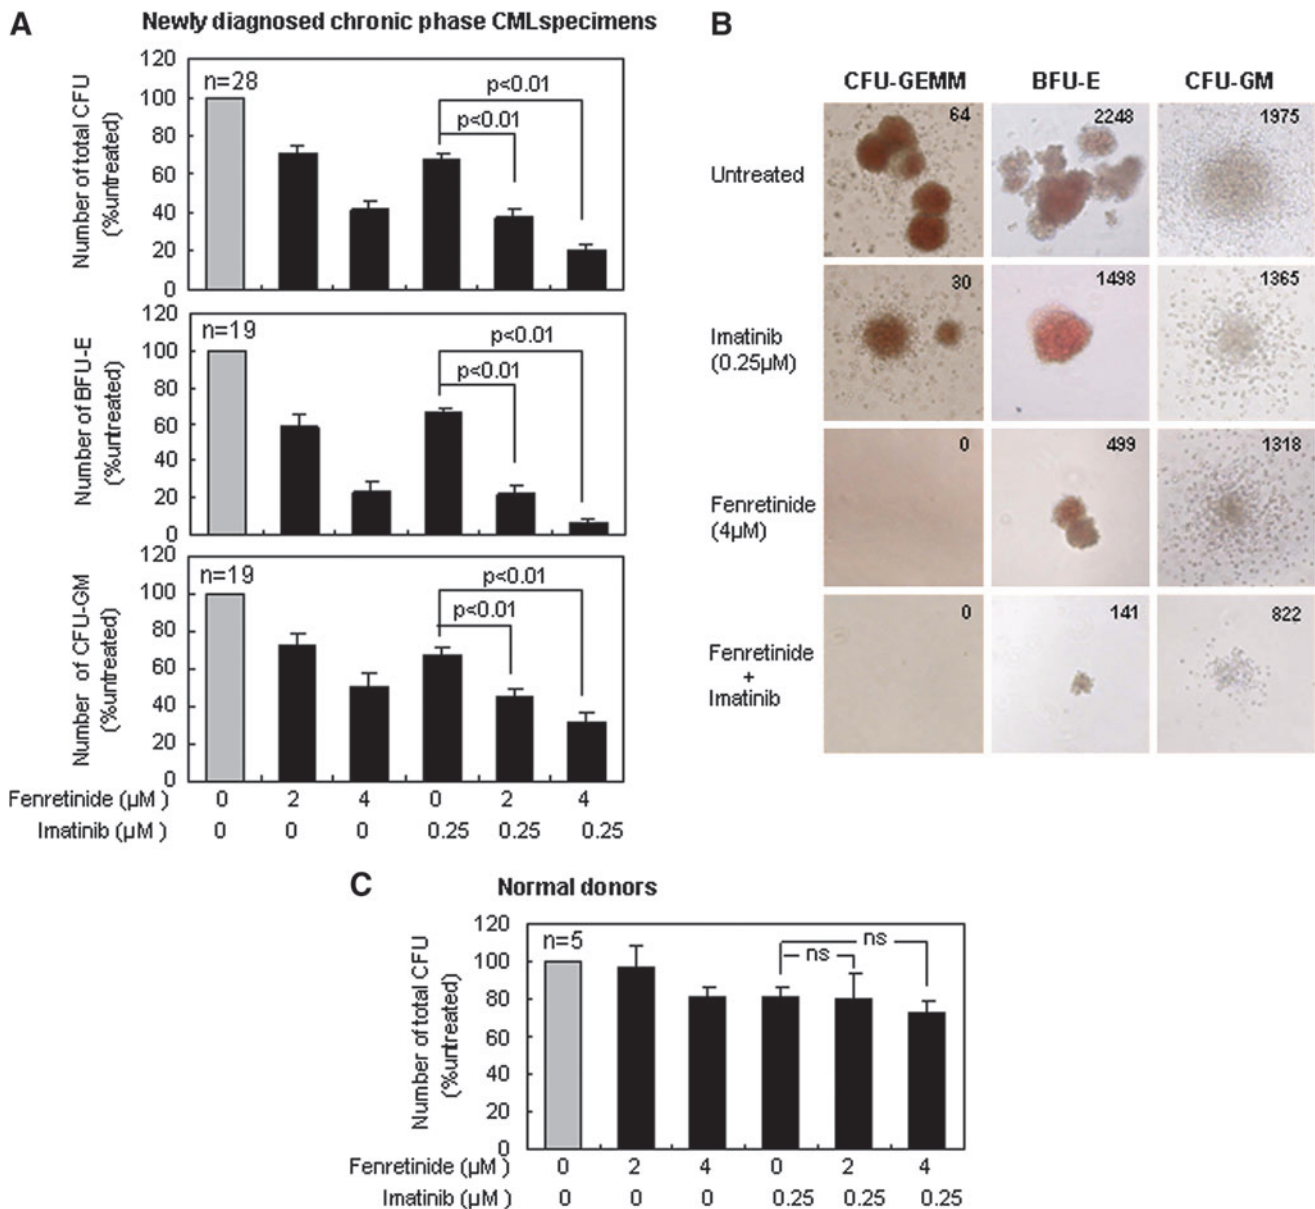 A
Newly diagnosed chronic phase CMLspecimens
Number of total CFU
(%untreated)
120
100
80
60
40
20
0
n=28
p<0.01
p<0.01
Number of BFU-E
(%untreated)
120
100
80
60
40
20
0
n=19
p<0.01
p<0.01
Number of CFU-GM
(%untreated)
120
100
80
60
40
20
0
n=19
p<0.01
p<0.01
Fenretinide (µM ) 0 2 4 0 2 4
Imatinib (µM ) 0 0 0 0.25 0.25 0.25
B
CFU-GEMM BFU-E CFU-GM
Untreated 64 2248 1975
Imatinib
(0.25µM)
30 1498 1365
Fenretinide
(4µM)
0 499 1318
Fenretinide
+
Imatinib
0 141 822
C
Normal donors
Number of total CFU
(%untreated)
120
100
80
60
40
20
0
n=5
ns
ns
Fenretinide (µM ) 0 2 4 0 2 4
Imatinib (µM ) 0 0 0 0.25 0.25 0.25